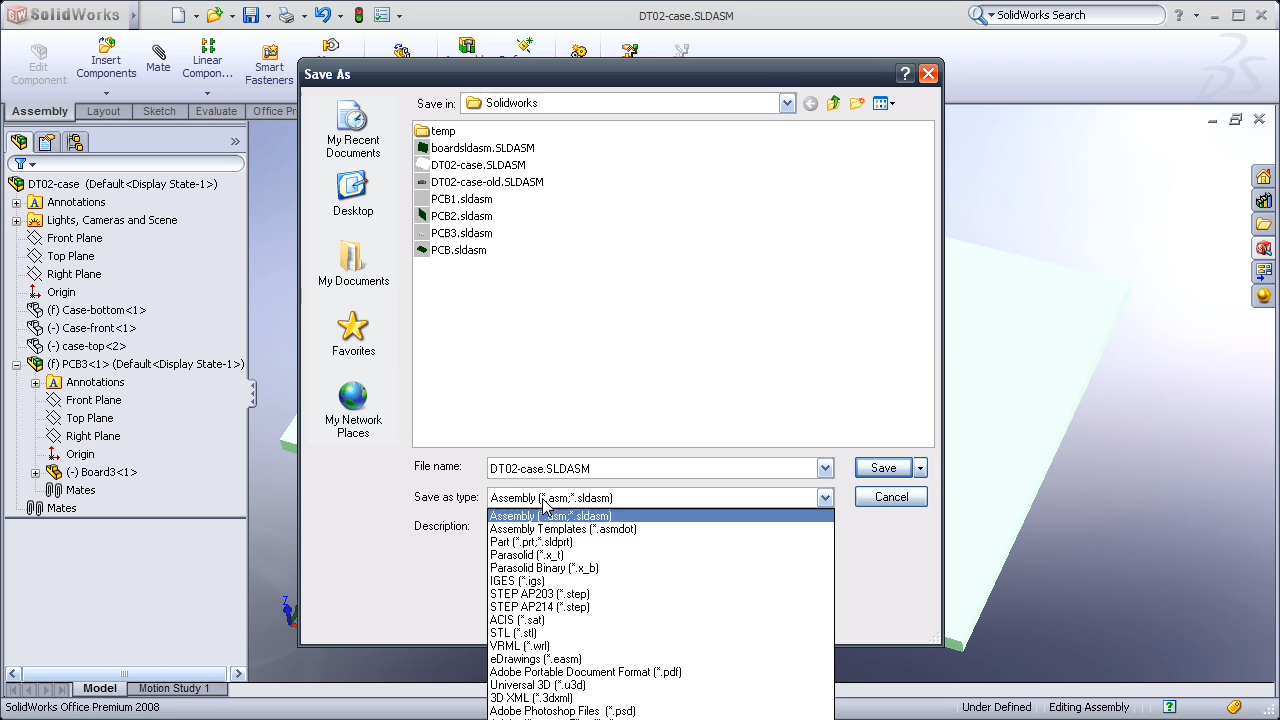 SolidWorks
DT02-case.SLDASM
SolidWorks Search
Edit
Component
Insert
Components
Mate
Linear
Compon...
Smart
Fasteners
Assembly
Layout
Sketch
Evaluate
Office
DT02-case (Default<Display State-1>)
Annotations
Lights, Cameras and Scene
Front Plane
Top Plane
Right Plane
Origin
(f) Case-bottom<1>
(-) Case-front<1>
(-) case-top<2>
(f) PCB3<1> (Default<Display State-1>)
Annotations
Front Plane
Top Plane
Right Plane
Origin
(-) Board3<1>
Mates
Mates
Save As
Save in:
Solidworks
My Recent
Documents
Desktop
My Documents
Favorites
My Network
Places
temp
boardsldasm.SLDASM
DT02-case.SLDASM
DT02-case-old.SLDASM
PCB1.sldasm
PCB2.sldasm
PCB3.sldasm
PCB.sldasm
File name:
DT02-case.SLDASM
Save
Save as type:
Assembly (*.asm;*.sldasm)
Cancel
Description:
Assembly (*.asm;*.sldasm)
Assembly Templates (*.asmdot)
Part (*.prt;*.sldprt)
Parasolid (*.x_t)
Parasolid Binary (*.x_b)
IGES (*.igs)
STEP AP203 (*.step)
STEP AP214 (*.step)
ACIS (*.sat)
STL (*.stl)
VRML (*.wrl)
eDrawings (*.easm)
Adobe Portable Document Format (*.pdf)
Universal 3D (*.u3d)
3D XML (*.3dxml)
Adobe Photoshop Files (*.psd)
Z
Model
Motion Study 1
SolidWorks Office Premium 2008
Under Defined
Editing Assembly